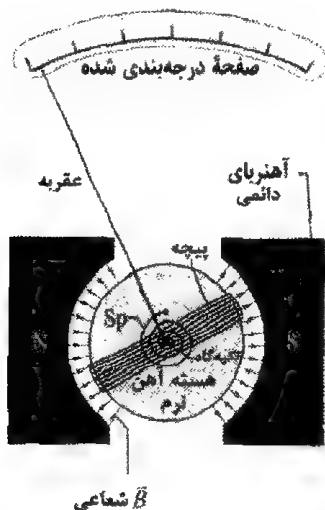 صفحهٔ درجه‌بندی شده
عقربه
آهنربای
دائمی
پیچه
Sp
تکیه‌گاه
هستهٔ آهن
نرم
B شعاعی